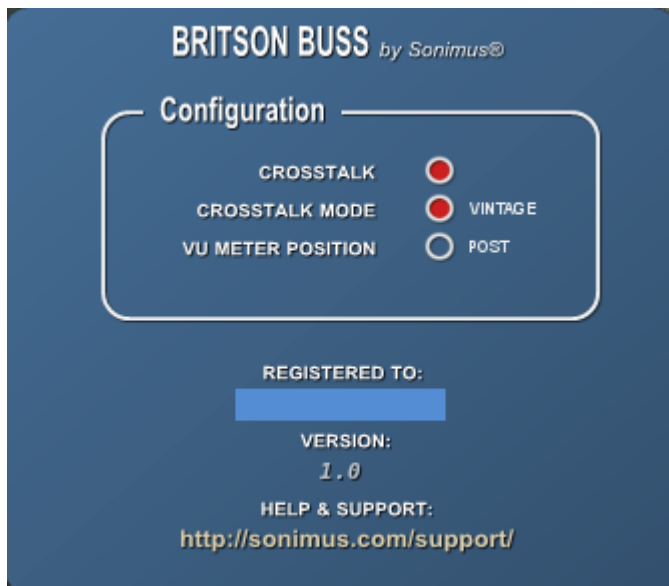 BRITSON BUSS by Sonimus®
Configuration
CROSSTALK
CROSSTALK MODE VINTAGE
VU METER POSITION POST
REGISTERED TO:
VERSION:
1.0
HELP & SUPPORT:
http://sonimus.com/support/